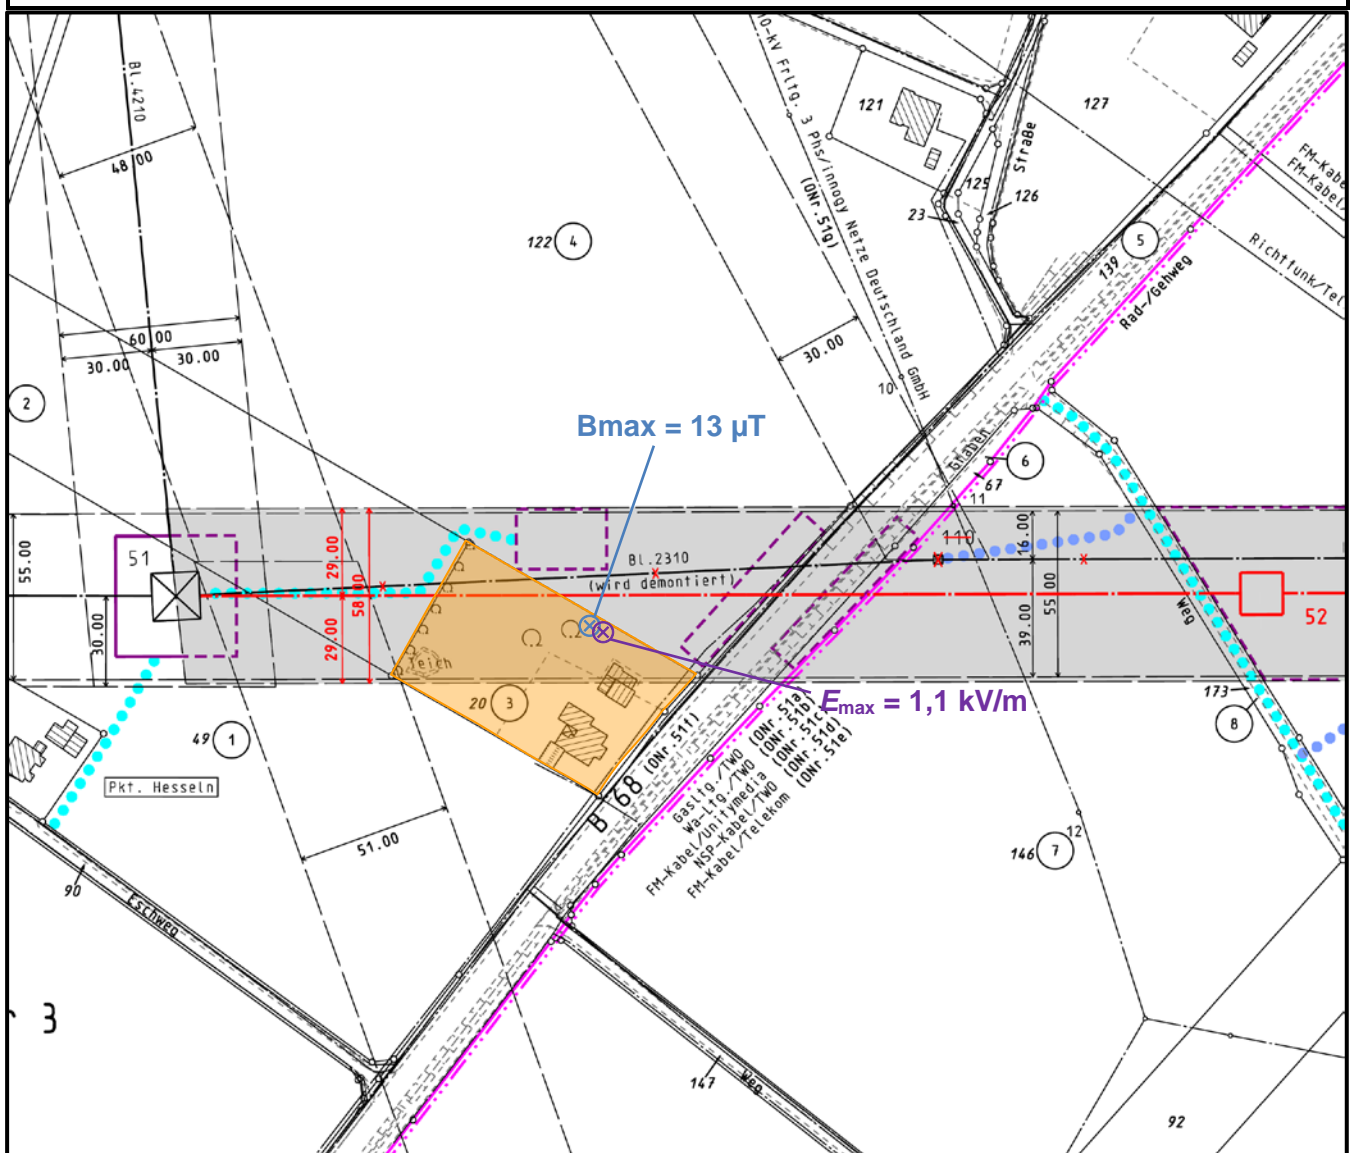 Bl.4210
48,00
60,00
30.00
30.00
2
122
4
10-kV Frltg. 3 Phs/innogy Netze Deutschland GmbH
(ONr.51g)
30.00
10
121
23
125
126
127
Straße
139
5
Rad-/Gehweg
FM-Kabe
FM-Kabel/
Richtfunk/Tel
Bmax = 13 µT
Graben
6
67
11
55.00
51
30.00
29.00
29.00
58.00
Bl.2310
(wird demontiert)
16.00
39.00
55.00
52
Weg
173
8
Teich
20
3
Emax = 1,1 kV/m
49
1
Pkt. Hesseln
51.00
B 68
(ONr.51f)
Gasltg./TWO (ONr.51a)
Wa-Ltg./TWO (ONr.51b)
FM-Kabel/Unitymedia (ONr.51c)
NSP-Kabel/TWO (ONr.51d)
FM-Kabel/Telekom (ONr.51e)
146
7
12
90
Eschweg
3
147
Weg
92